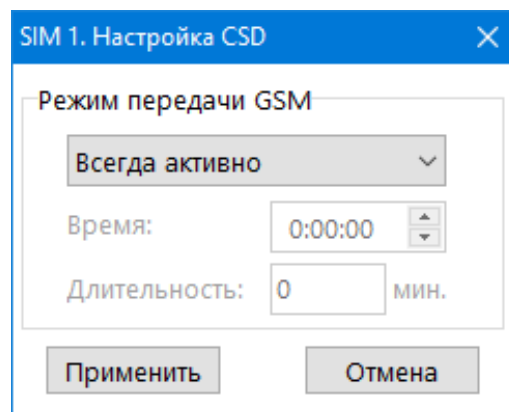 SIM 1. Настройка CSD
Режим передачи GSM
Всегда активно
Время: 0:00:00
Длительность: 0 мин.
Применить Отмена